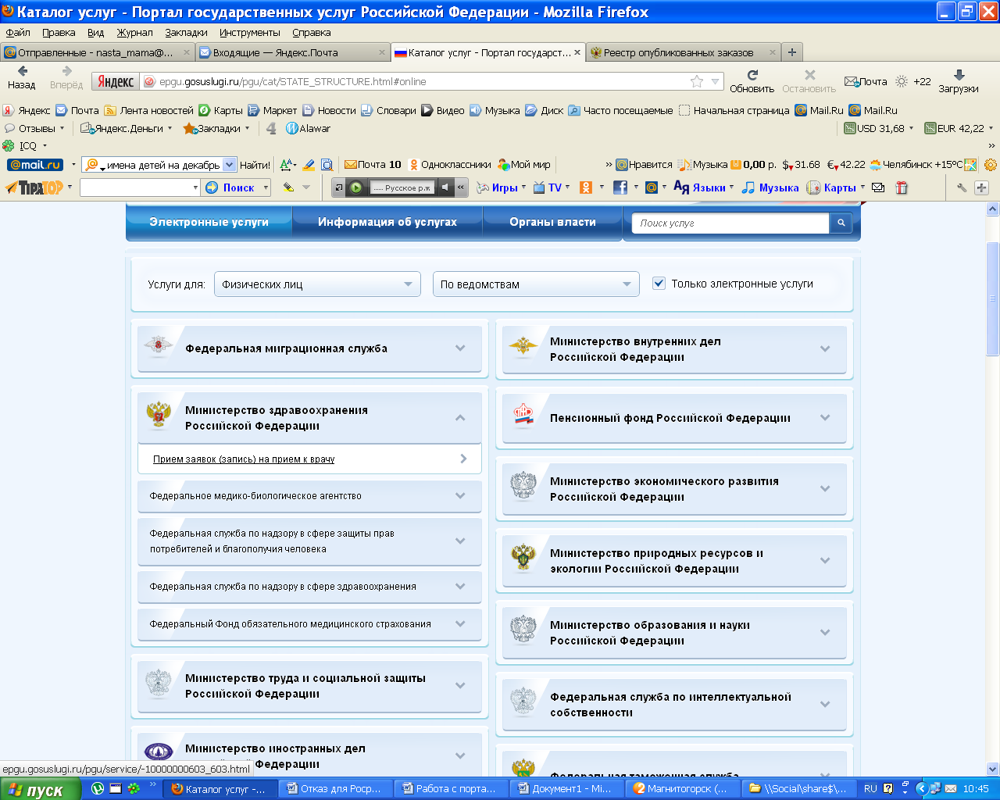 Каталог услуг - Портал государственных услуг Российской Федерации - Mozilla Firefox
Файл Правка Вид Журнал Закладки Инструменты Справка
Отправленные - nasta_mama@... Входящие — Яндекс.Почта Каталог услуг - Портал государст... Реестр опубликованных заказов
Назад Вперёд Яндекс epgu.gosuslugi.ru/pgu/cat/STATE_STRUCTURE.html#online Обновить Остановить Почта +22 Загрузки
Яндекс Почта Лента новостей Карты Маркет Новости Словари Видео Музыка Диск Часто посещаемые Начальная страница Mail.Ru Mail.Ru
Отзывы Яндекс.Деньги Закладки Alawar USD 31,68 EUR 42,22
ICQ
@mail.ru имена детей на декабрь Найти! Почта 10 Одноклассники Мой мир Нравится Музыка 0,00 р. $ 31.68 € 42.22 Челябинск +15°C
ТіраTOP Поиск ..... Русское р.. Игры TV Языки Музыка Карты
Электронные услуги Информация об услугах Органы власти Поиск услуг
Услуги для: Физических лиц По ведомствам Только электронные услуги
Федеральная миграционная служба
Министерство здравоохранения
Российской Федерации
Прием заявок (запись) на прием к врачу
Федеральное медико-биологическое агентство
Федеральная служба по надзору в сфере защиты прав
потребителей и благополучия человека
Федеральная служба по надзору в сфере здравоохранения
Федеральный Фонд обязательного медицинского страхования
Министерство труда и социальной защиты
Российской Федерации
Министерство иностранных дел
Федерации
Министерство внутренних дел
Российской Федерации
Пенсионный фонд Российской Федерации
Министерство экономического развития
Российской Федерации
Министерство природных ресурсов и
экологии Российской Федерации
Министерство образования и науки
Российской Федерации
Федеральная служба по интеллектуальной
собственности
Федеральная таможенная служба
epgu.gosuslugi.ru/pgu/service/-10000000603_603.html
пуск Каталог услуг -... Отказ для Роср... Работа с порта... Документ1 - Mi... Магнитогорск (... \\Social\share$\... RU 10:45